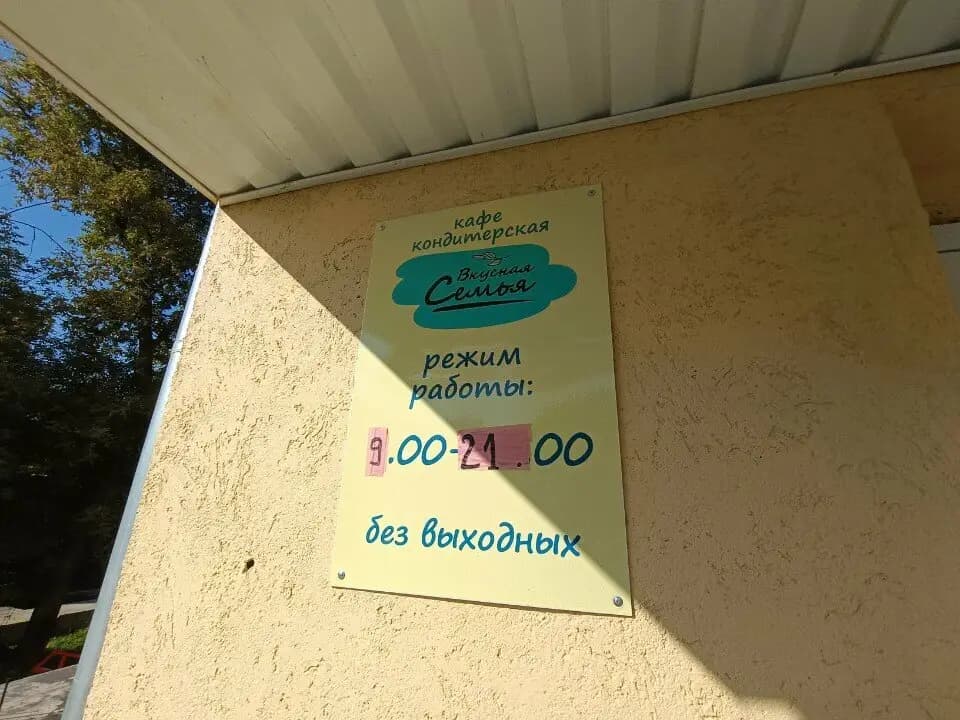 кафе
кондитерская
Вкусная
Семья
режим
работы:
9.00-21.00
без выходных